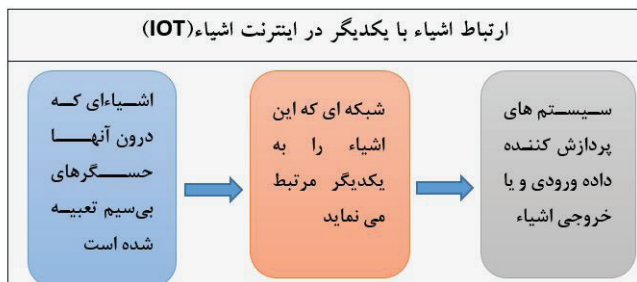 ارتباط اشیاء با یکدیگر در اینترنت اشیاء(IOT)
اشیاءای که
درون آنها
حسگرهای
بی‌سیم تعبیه
شده است
شبکه ای که این
اشیاء را به
یکدیگر مرتبط
می نماید
سیستم های
پردازش کننده
داده ورودی و یا
خروجی اشیاء